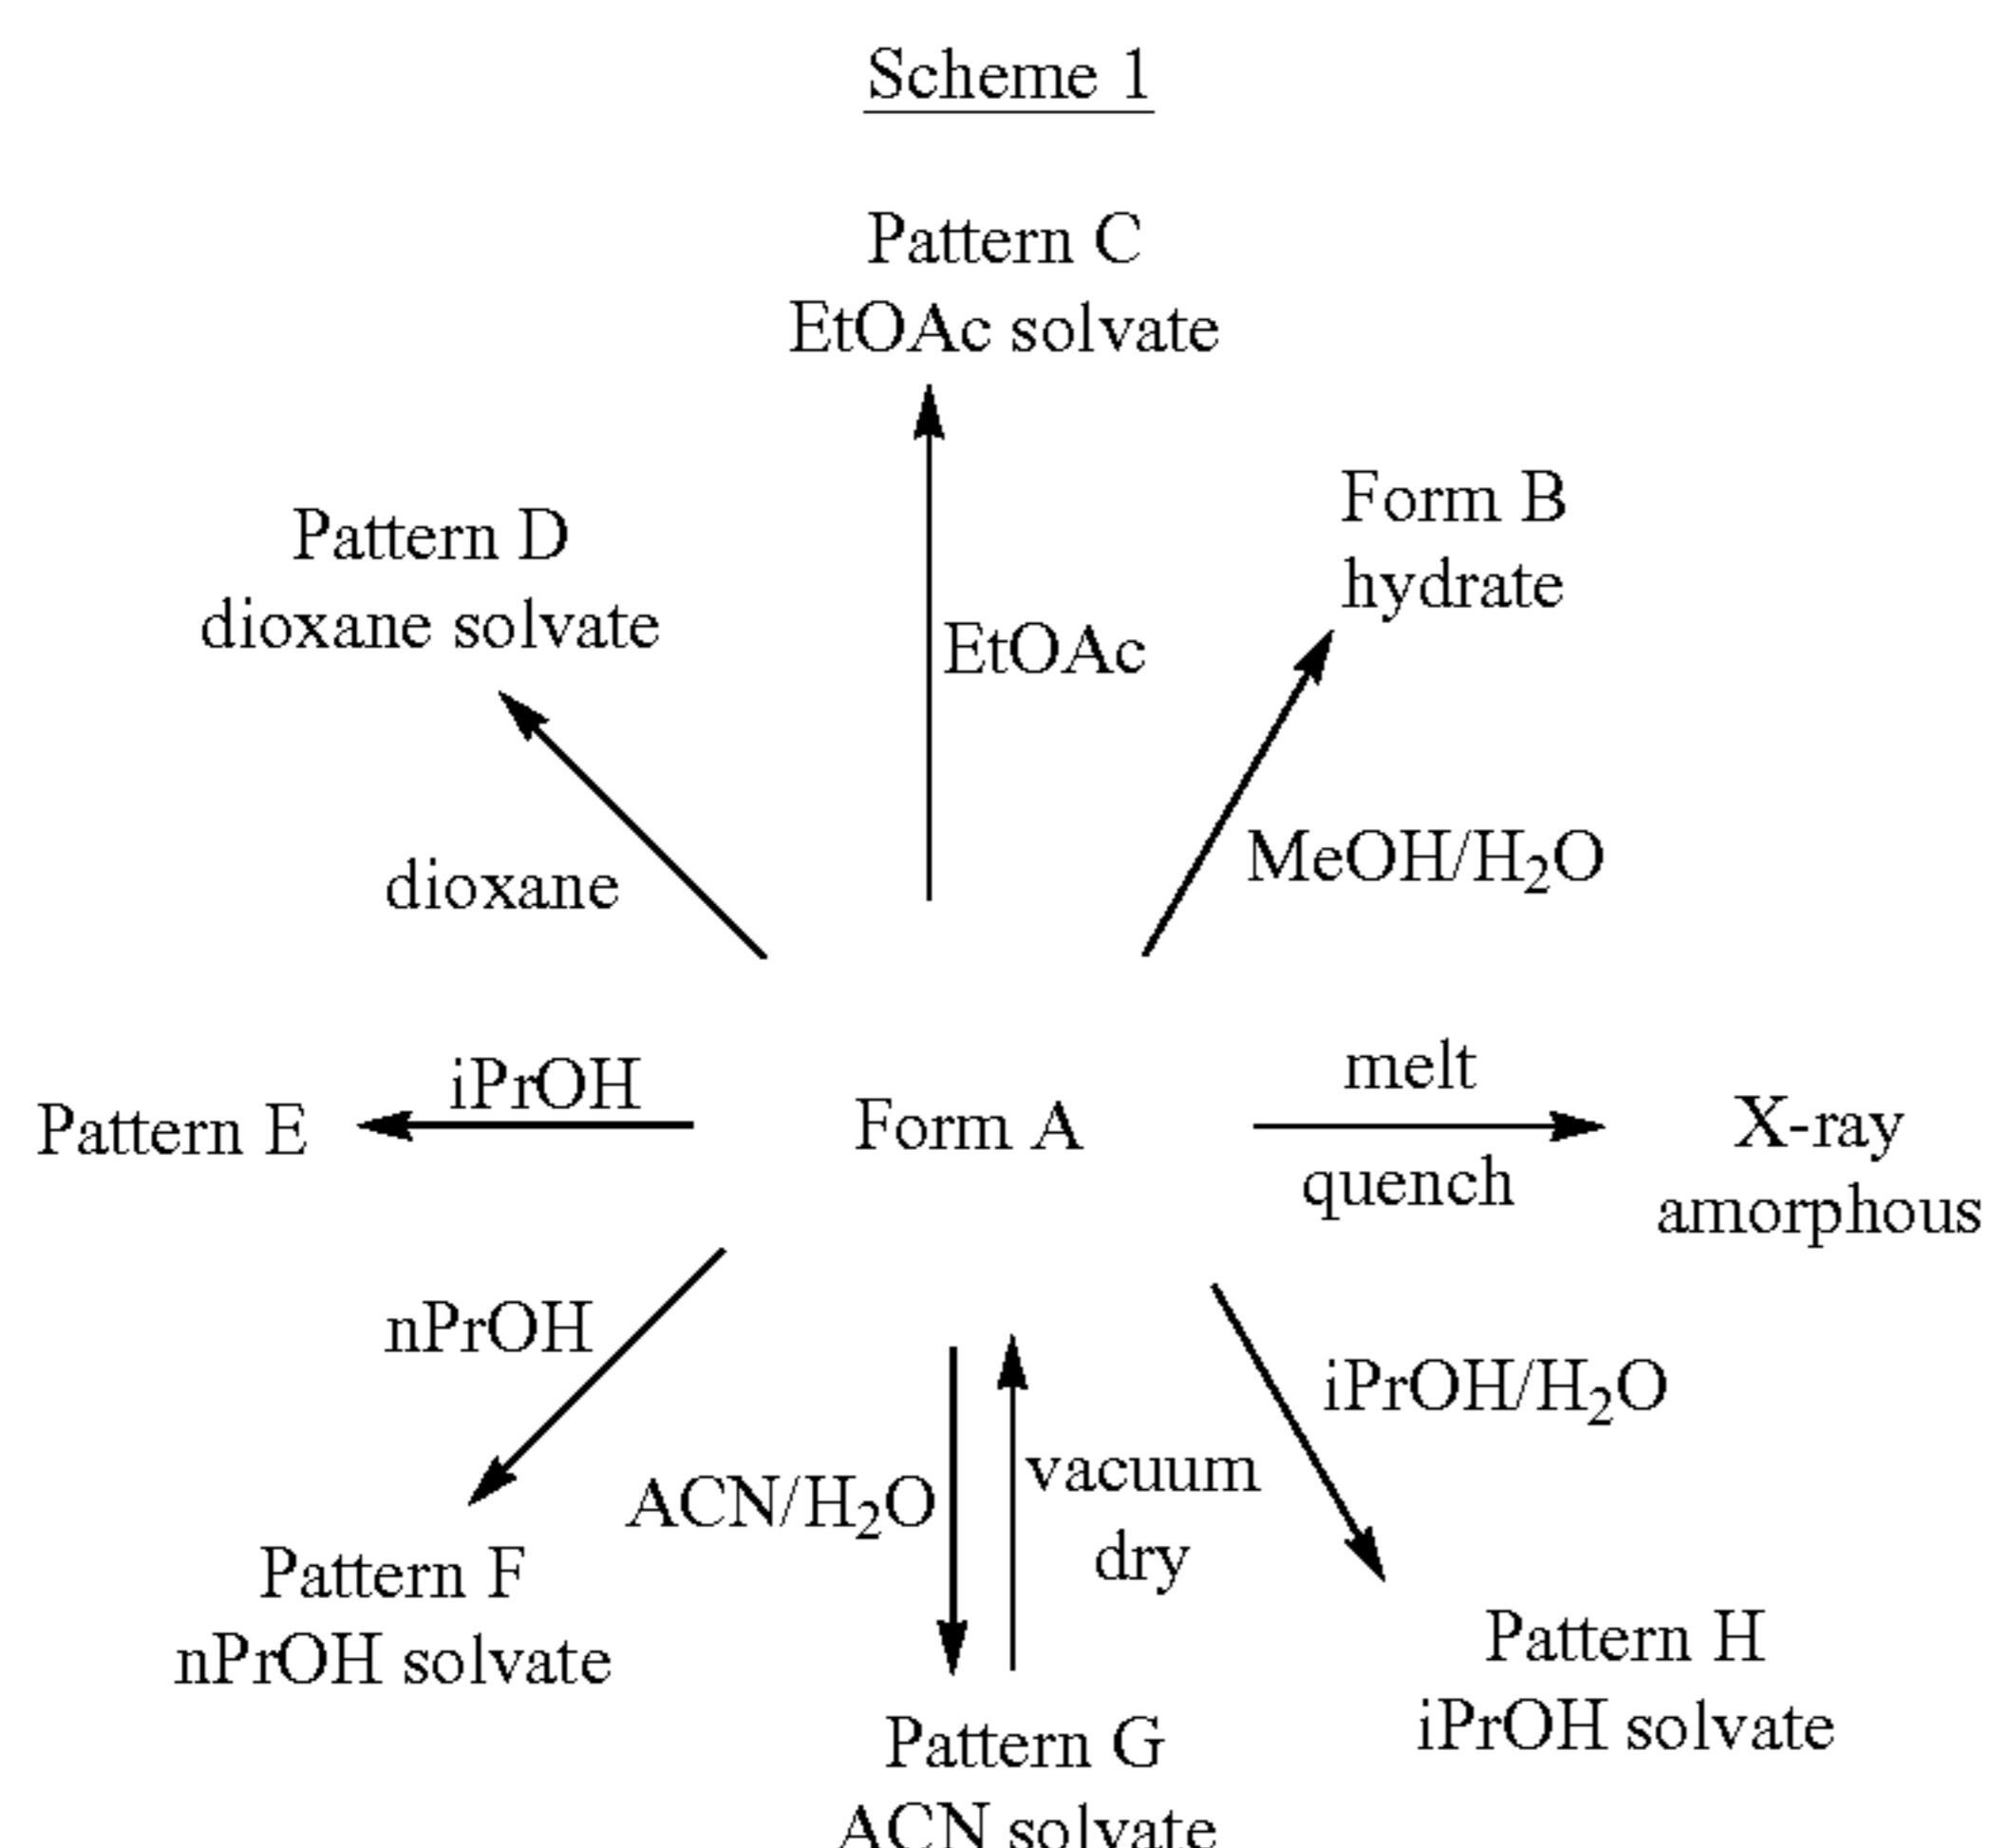 Scheme 1
Pattern C
EtOAc solvate
Form B
hydrate
Pattern D
dioxane solvate
EtOAc
MeOH/H₂O
dioxane
melt
iPrOH
Pattern E
Form A
X-ray
quench
amorphous
nPrOH
iPrOH/H₂O
vacuum
ACN/H₂O
dry
Pattern F
nPrOH solvate
Pattern H
iPrOH solvate
Pattern G
ACN solvate